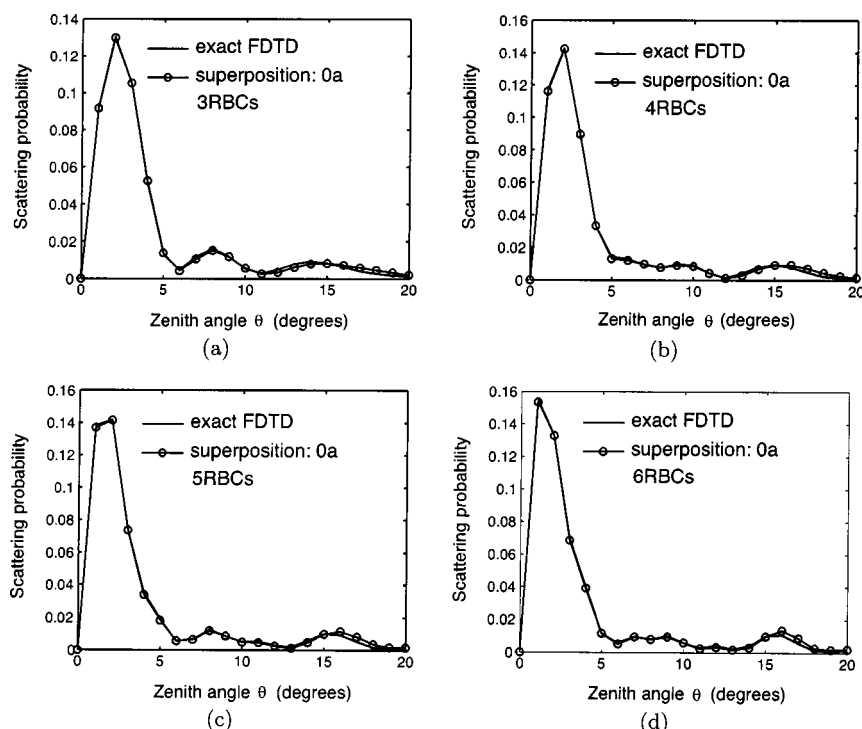 0.14
0.12
0.1
0.08
0.06
0.04
0.02
0
0 5 10 15 20
Scattering probability
exact FDTD
superposition: 0a
3RBCs
Zenith angle θ (degrees)
(a)
0.16
0.14
0.12
0.1
0.08
0.06
0.04
0.02
0
0 5 10 15 20
Scattering probability
exact FDTD
superposition: 0a
4RBCs
Zenith angle θ (degrees)
(b)
0.16
0.14
0.12
0.1
0.08
0.06
0.04
0.02
0
0 5 10 15 20
Scattering probability
exact FDTD
superposition: 0a
5RBCs
Zenith angle θ (degrees)
(c)
0.16
0.14
0.12
0.1
0.08
0.06
0.04
0.02
0
0 5 10 15 20
Scattering probability
exact FDTD
superposition: 0a
6RBCs
Zenith angle θ (degrees)
(d)